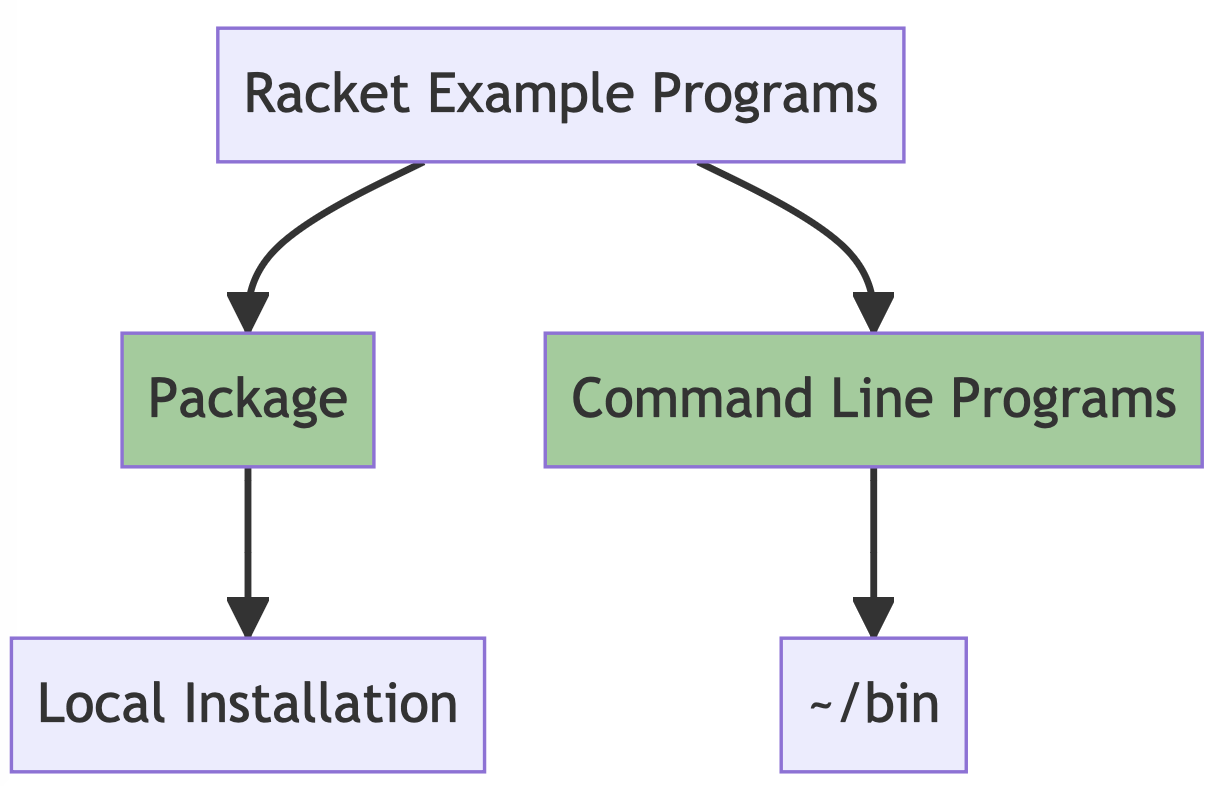 Racket Example Programs
Package
Command Line Programs
Local Installation
~/bin